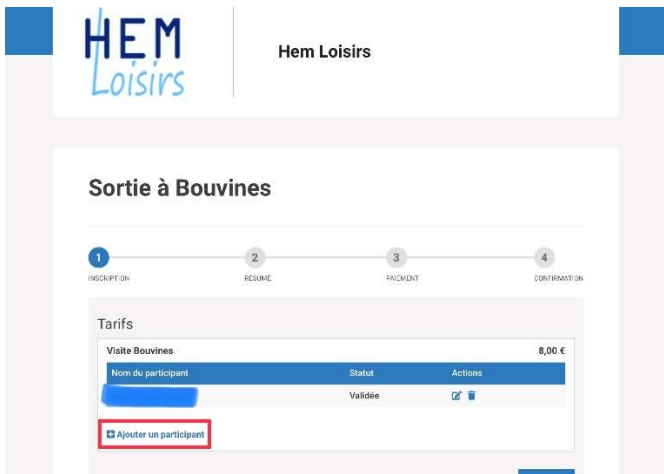 HEM
Loisirs
Hem Loisirs
Sortie à Bouvines
1 2 3 4
INSCRIPTION RÉSUMÉ PAIEMENT CONFIRMATION
Tarifs
Visite Bouvines 8,00 €
Nom du participant Statut Actions
Validée
Ajouter un participant